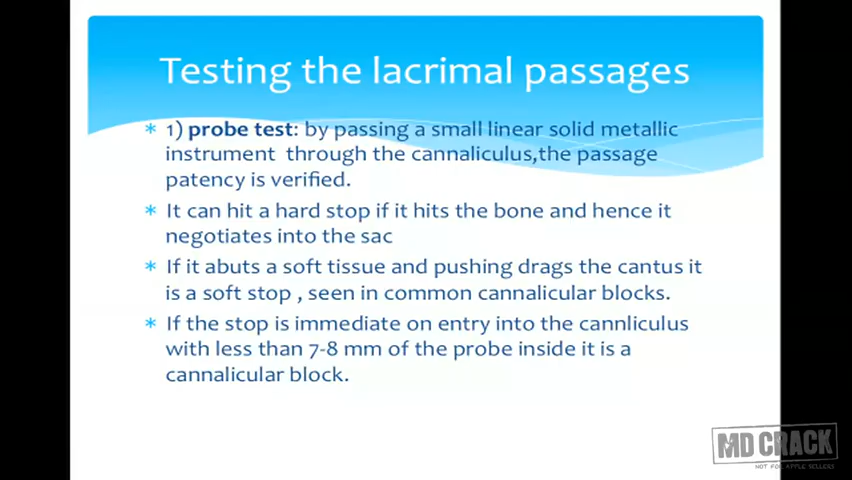 Testing the lacrimal passages
* 1) probe test: by passing a small linear solid metallic
instrument through the cannaliculus,the passage
patency is verified.
* It can hit a hard stop if it hits the bone and hence it
negotiates into the sac
* If it abuts a soft tissue and pushing drags the cantus it
is a soft stop , seen in common cannalicular blocks.
* If the stop is immediate on entry into the cannliculus
with less than 7-8 mm of the probe inside it is a
cannalicular block.
MD CRACK
NOT FOR APPLE SELLERS